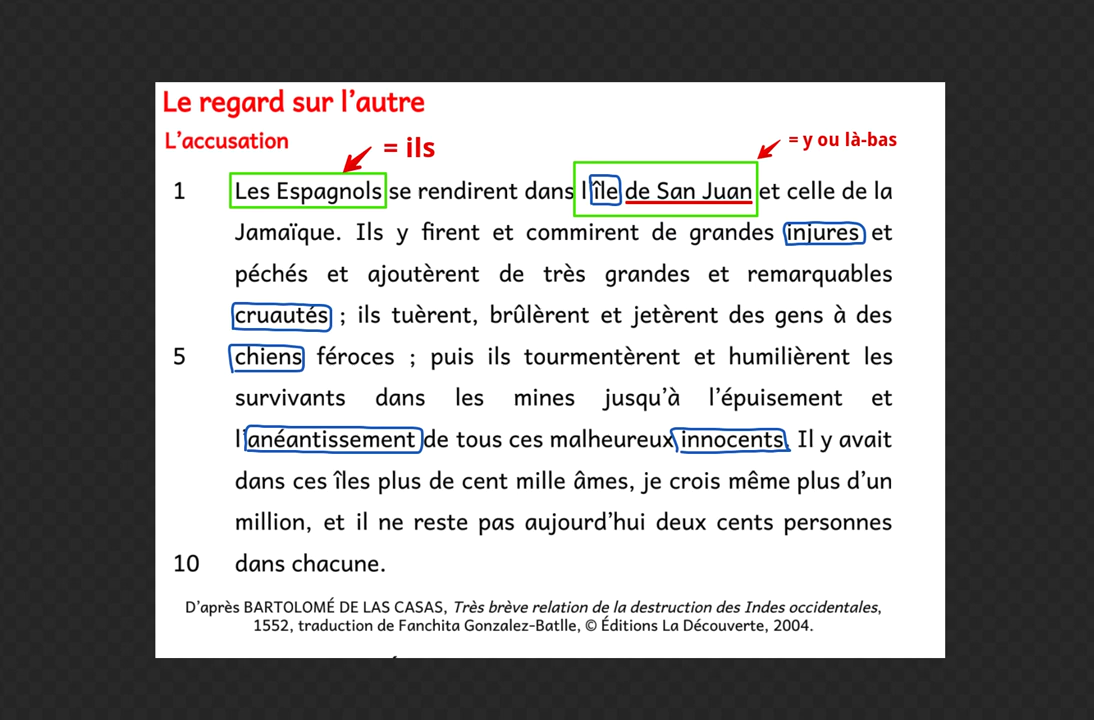 Le regard sur l'autre
L'accusation
= ils
= y ou là-bas
1 Les Espagnols se rendirent dans l'île de San Juan et celle de la
Jamaïque. Ils y firent et commirent de grandes injures et
péchés et ajoutèrent de très grandes et remarquables
cruautés ; ils tuèrent, brûlèrent et jetèrent des gens à des
5 chiens féroces ; puis ils tourmentèrent et humilièrent les
survivants dans les mines jusqu'à l'épuisement et
l'anéantissement de tous ces malheureux innocents. Il y avait
dans ces îles plus de cent mille âmes, je crois même plus d'un
million, et il ne reste pas aujourd'hui deux cents personnes
10 dans chacune.
D'après BARTOLOMÉ DE LAS CASAS, Très brève relation de la destruction des Indes occidentales,
1552, traduction de Fanchita Gonzalez-Batlle, © Éditions La Découverte, 2004.